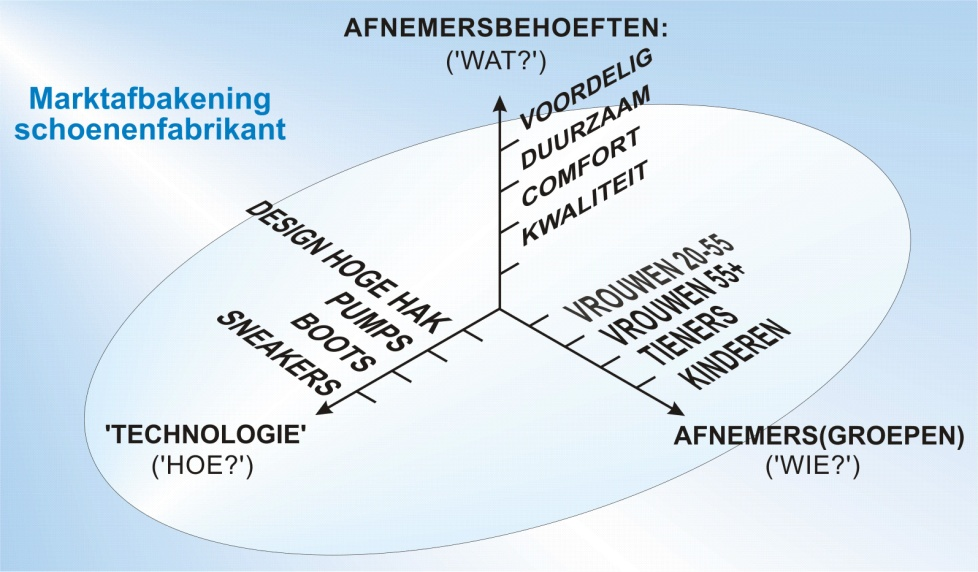 AFNEMERSBEHOEFTEN:
('WAT?')
Marktafbakening
schoenenfabrikant
VOORDELIG
DUURZAAM
COMFORT
KWALITEIT
DESIGN HOGE HAK
PUMPS
BOOTS
SNEAKERS
VROUWEN 20-55
VROUWEN 55+
TIENERS
KINDEREN
'TECHNOLOGIE'
('HOE?')
AFNEMERS(GROEPEN)
('WIE?')